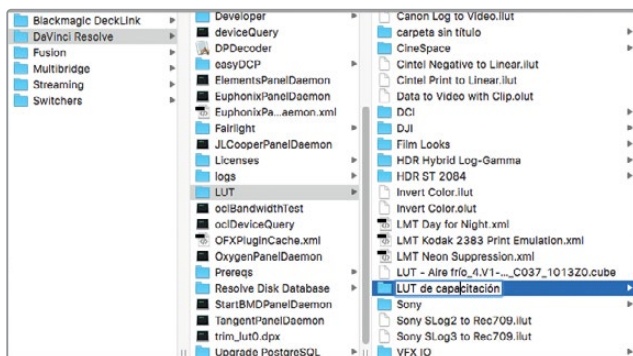 Blackmagic DeckLink
DaVinci Resolve
Fusion
Multibridge
Streaming
Switchers
Developer
deviceQuery
DPDecoder
easyDCP
ElementsPanelDaemon
EuphonixPanelDaemon
EuphonixPa...aemon.xml
Fairlight
JLCooperPanelDaemon
Licenses
logs
LUT
oclBandwidthTest
oclDeviceQuery
OFXPluginCache.xml
OxygenPanelDaemon
Prereqs
Resolve Disk Database
StartBMDPanelDaemon
TangentPanelDaemon
trim_lut0.dpx
Upgrade PostgreSQL
Canon Log to Video.ilut
carpeta sin título
CineSpace
Cintel Negative to Linear.ilut
Cintel Print to Linear.ilut
Data to Video with Clip.olut
DCI
DJI
Film Looks
HDR Hybrid Log-Gamma
HDR ST 2084
Invert Color.ilut
Invert Color.olut
LMT Day for Night.xml
LMT Kodak 2383 Print Emulation.xml
LMT Neon Suppression.xml
LUT - Aire frío_4.V1-..._C037_1013Z0.cube
LUT de capacitación
Sony
Sony SLog2 to Rec709.ilut
Sony SLog3 to Rec709.ilut
VFX IO